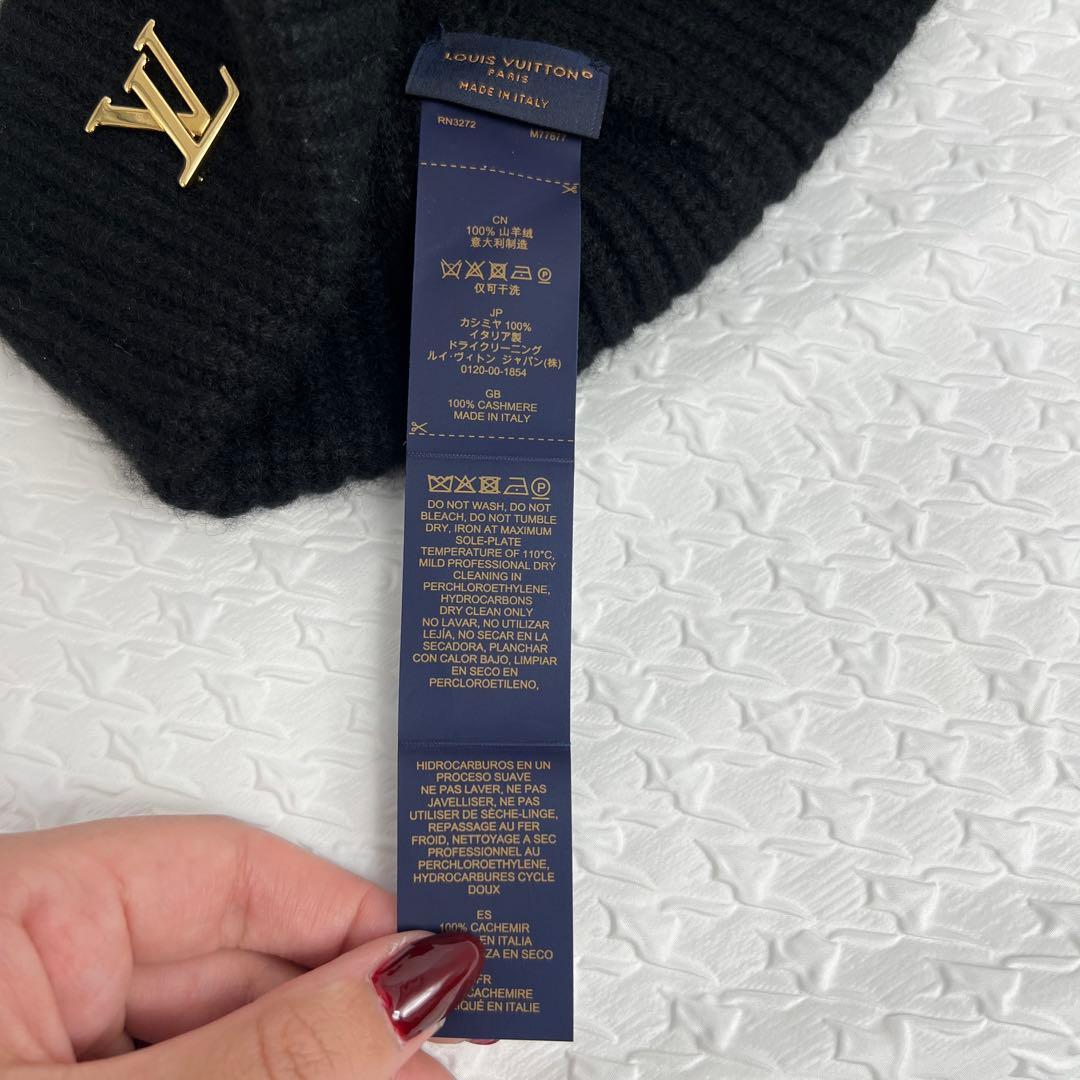 LV
LOUIS VUITTON
PARIS
MADE IN ITALY
RN3272
M77877
CN
100% 山羊绒
意大利制造
仅可干洗
JP
カシミヤ 100%
イタリア製
ドライクリーニング
ルイ・ヴィトン ジャパン(株)
0120-00-1854
GB
100% CASHMERE
MADE IN ITALY
P
DO NOT WASH, DO NOT
BLEACH, DO NOT TUMBLE
DRY, IRON AT MAXIMUM
SOLE-PLATE
TEMPERATURE OF 110°C,
MILD PROFESSIONAL DRY
CLEANING IN
PERCHLOROETHYLENE,
HYDROCARBONS
DRY CLEAN ONLY
NO LAVAR, NO UTILIZAR
LEJÍA, NO SECAR EN LA
SECADORA, PLANCHAR
CON CALOR BAJO, LIMPIAR
EN SECO EN
PERCLOROETILENO,
HIDROCARBUROS EN UN
PROCESO SUAVE
NE PAS LAVER, NE PAS
JAVELLISER, NE PAS
UTILISER DE SÈCHE-LINGE,
REPASSAGE AU FER
FROID, NETTOYAGE A SEC
PROFESSIONNEL AU
PERCHLOROETHYLENE,
HYDROCARBURES CYCLE
DOUX
ES
100% CACHEMIR
EN ITALIA
EN SECO
FR
CACHEMIRE
EN ITALIE